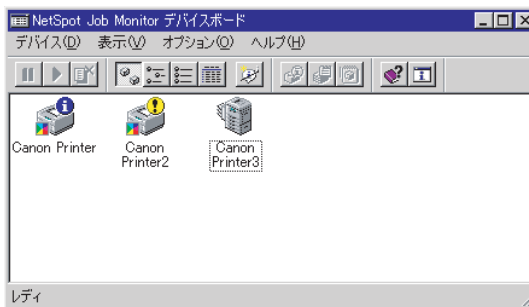 NetSpot Job Monitor デバイスボード
デバイス(D) 表示(V) オプション(O) ヘルプ(H)
Canon Printer
Canon
Printer2
Canon
Printer3
レディ